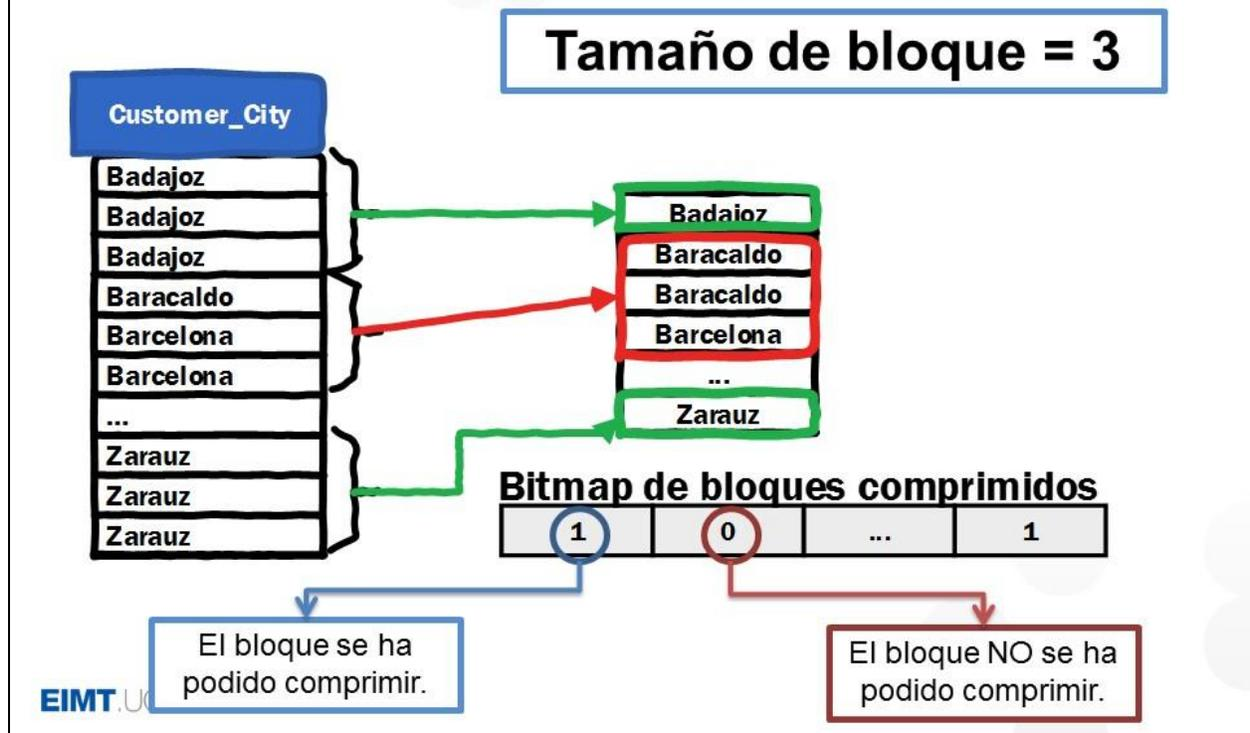 Tamaño de bloque = 3
Customer_City
Badajoz
Badajoz
Badajoz
Baracaldo
Barcelona
Barcelona
...
Zarauz
Zarauz
Zarauz
Badajoz
Baracaldo
Baracaldo
Barcelona
...
Zarauz
Bitmap de bloques comprimidos
1 0 ... 1
El bloque se ha
podido comprimir.
El bloque NO se ha
podido comprimir.
EIMT